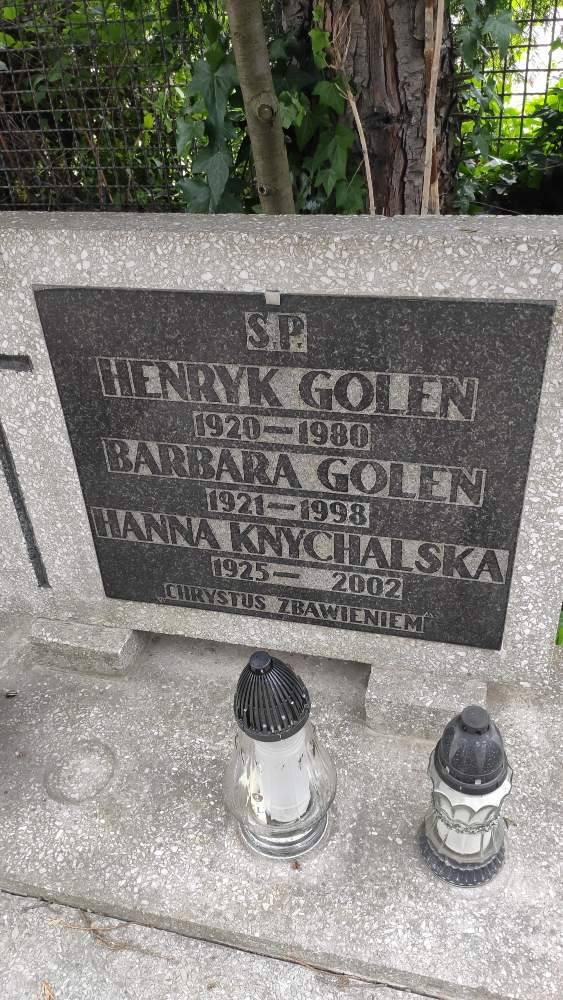 S.P.
HENRYK GOLEN
1920-1980
BARBARA GOLEN
1921-1998
HANNA KNYCHALSKA
1925- 2002
"CHRYSTUS ZBAWIENIEM"